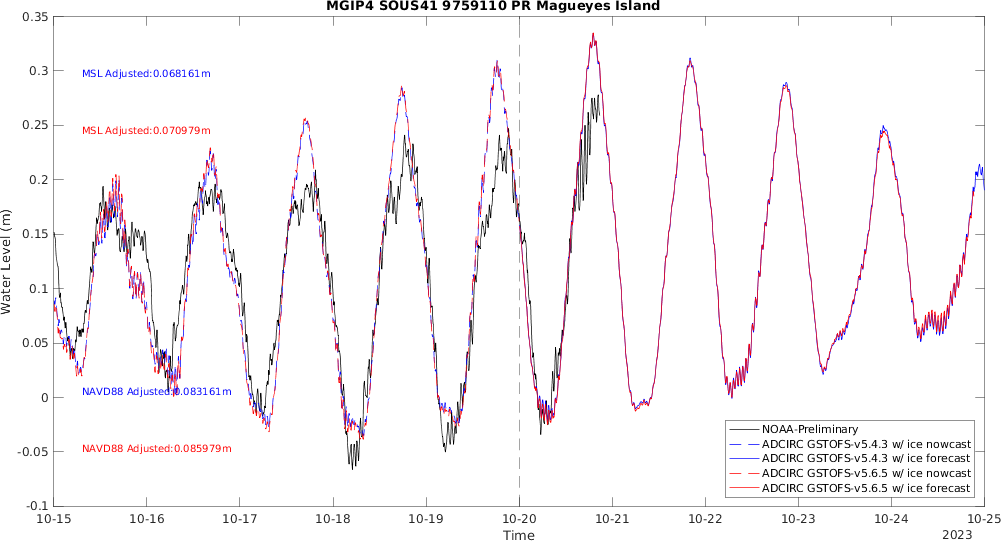 MGIP4 SOUS41 9759110 PR Magueyes Island
0.35
0.3
0.25
0.2
0.15
0.1
0.05
0
-0.05
-0.1
Water Level (m)
MSL Adjusted:0.068161m
MSL Adjusted:0.070979m
NAVD88 Adjusted:0.083161m
NAVD88 Adjusted:0.085979m
NOAA-Preliminary
ADCIRC GSTOFS-v5.4.3 w/ ice nowcast
ADCIRC GSTOFS-v5.4.3 w/ ice forecast
ADCIRC GSTOFS-v5.6.5 w/ ice nowcast
ADCIRC GSTOFS-v5.6.5 w/ ice forecast
10-15 10-16 10-17 10-18 10-19 10-20 10-21 10-22 10-23 10-24 10-25
Time 2023